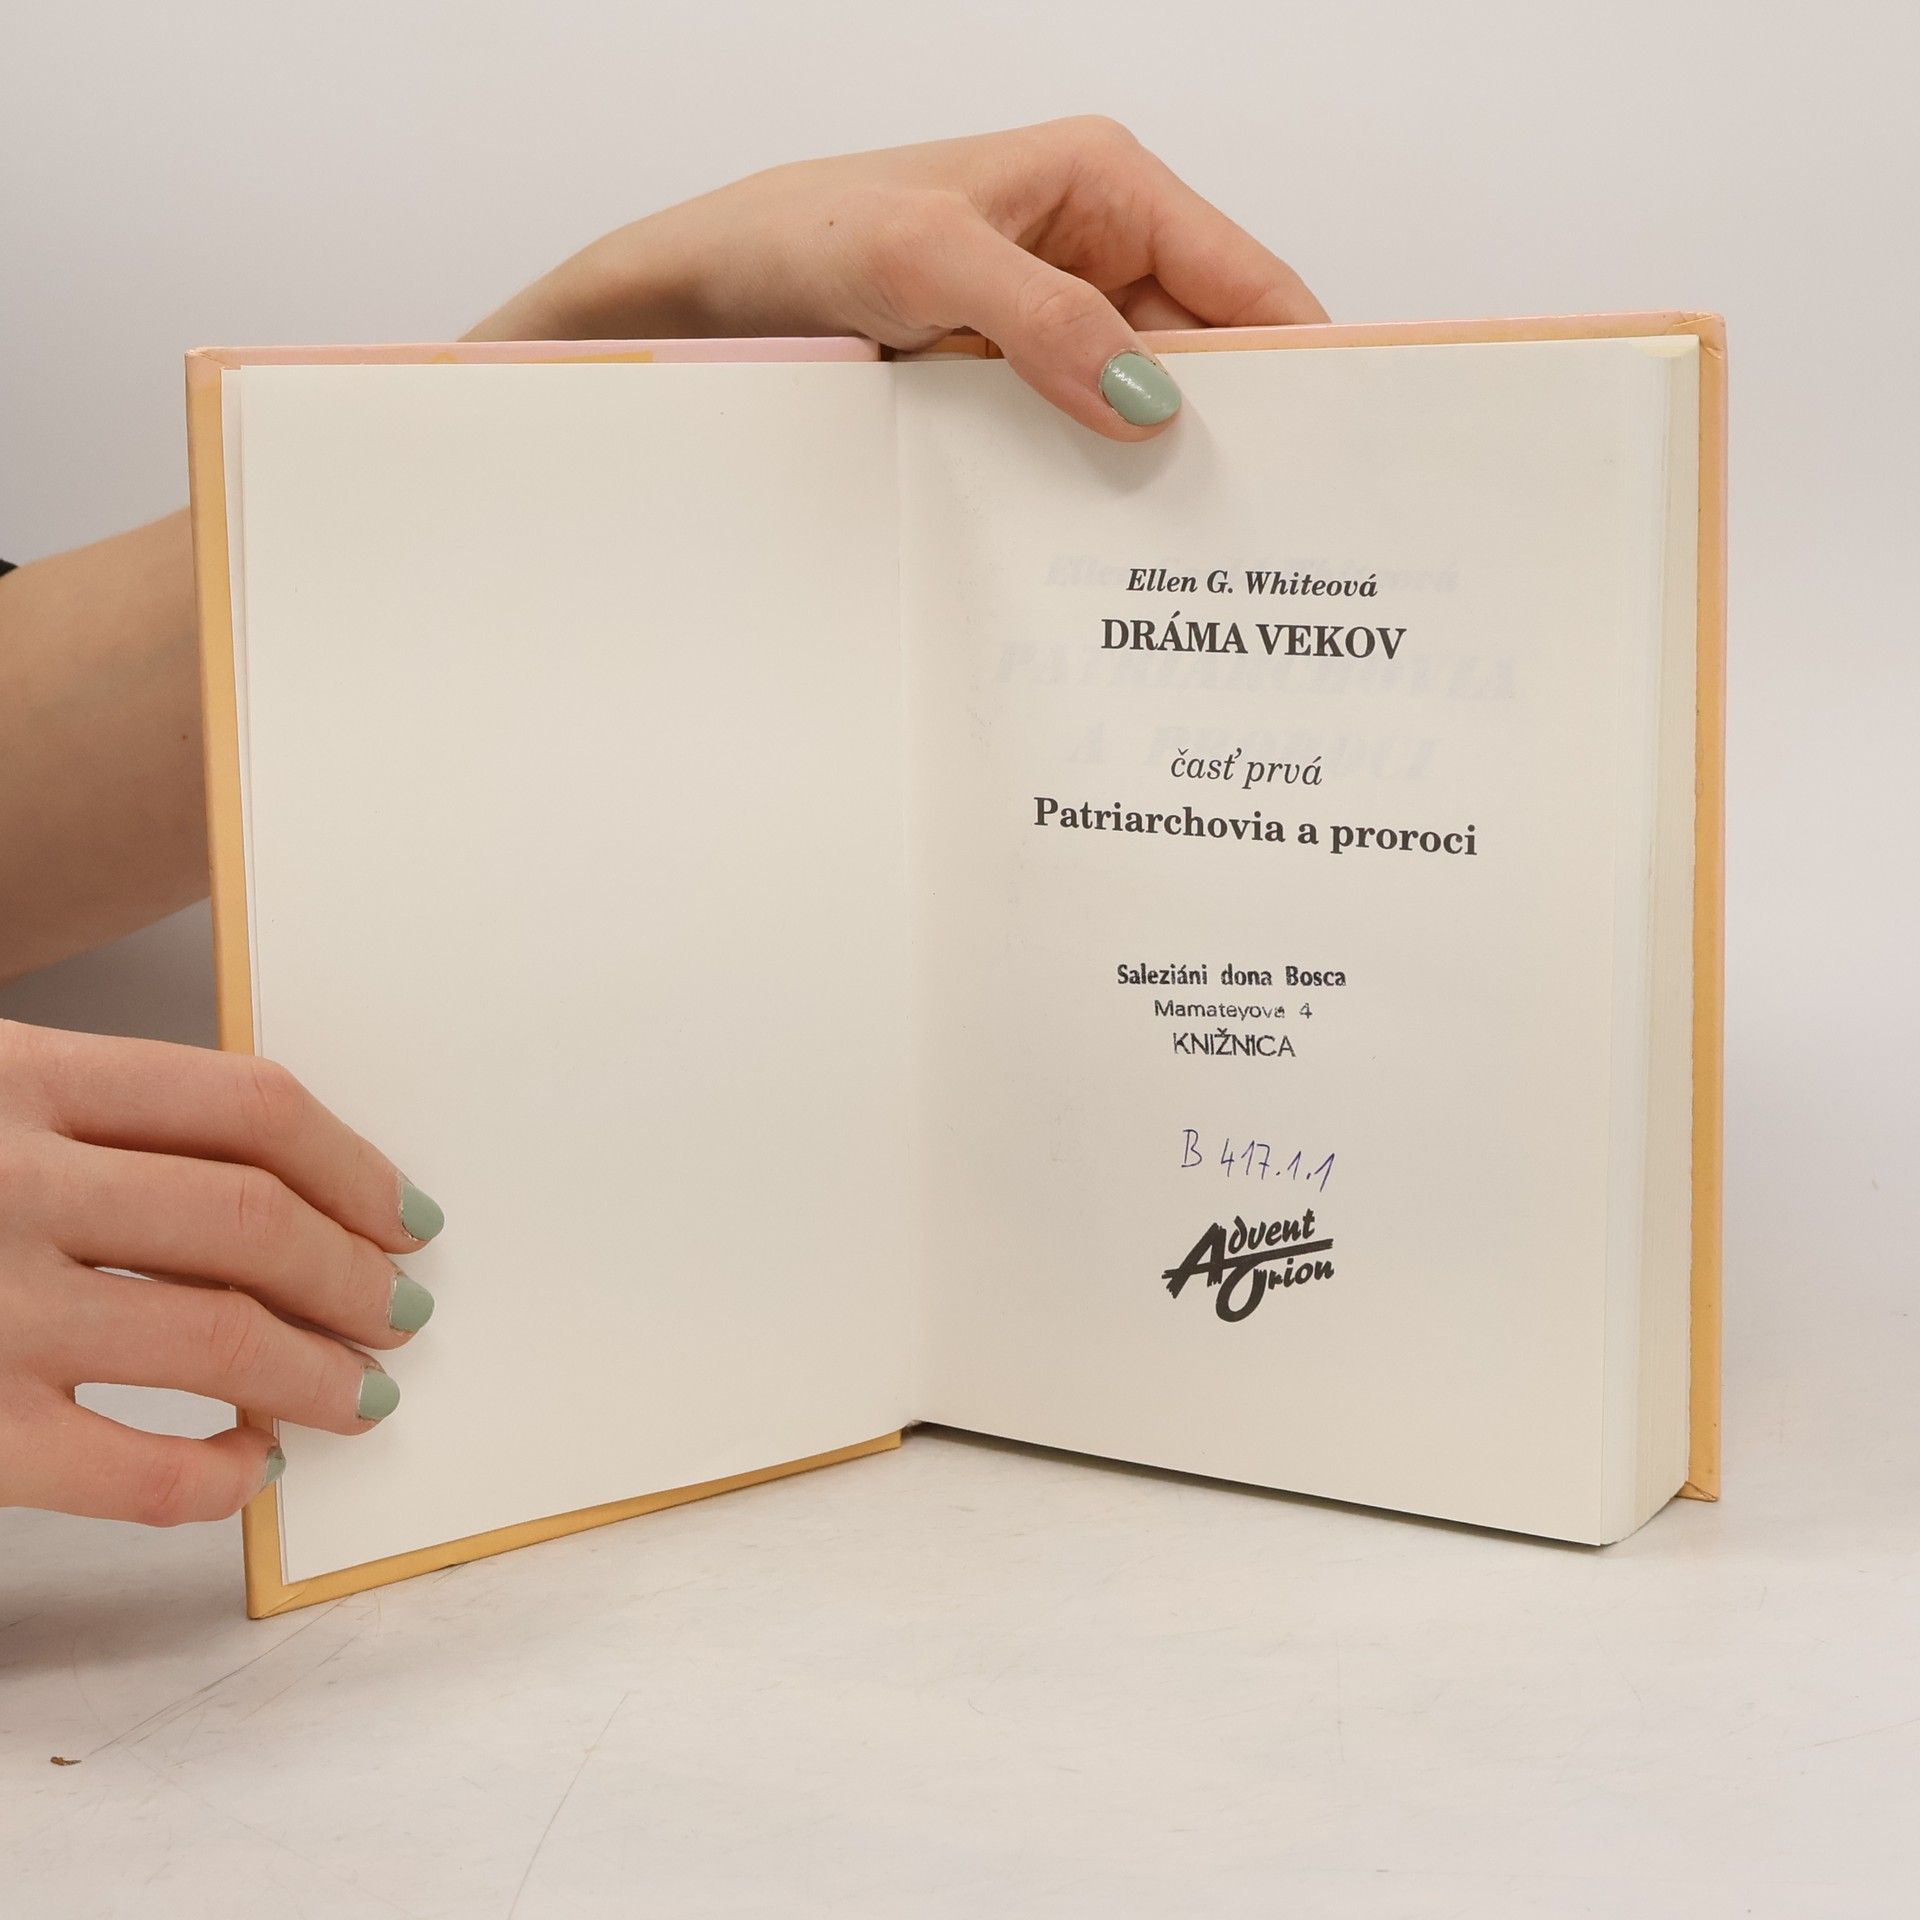 Ellen G. Whiteová
DRÁMA VEKOV
časť prvá
Patriarchovia a proroci
Saleziáni dona Bosca
Mamateyova 4
KNIŽNICA
B 417.1.1
Advent
Orion